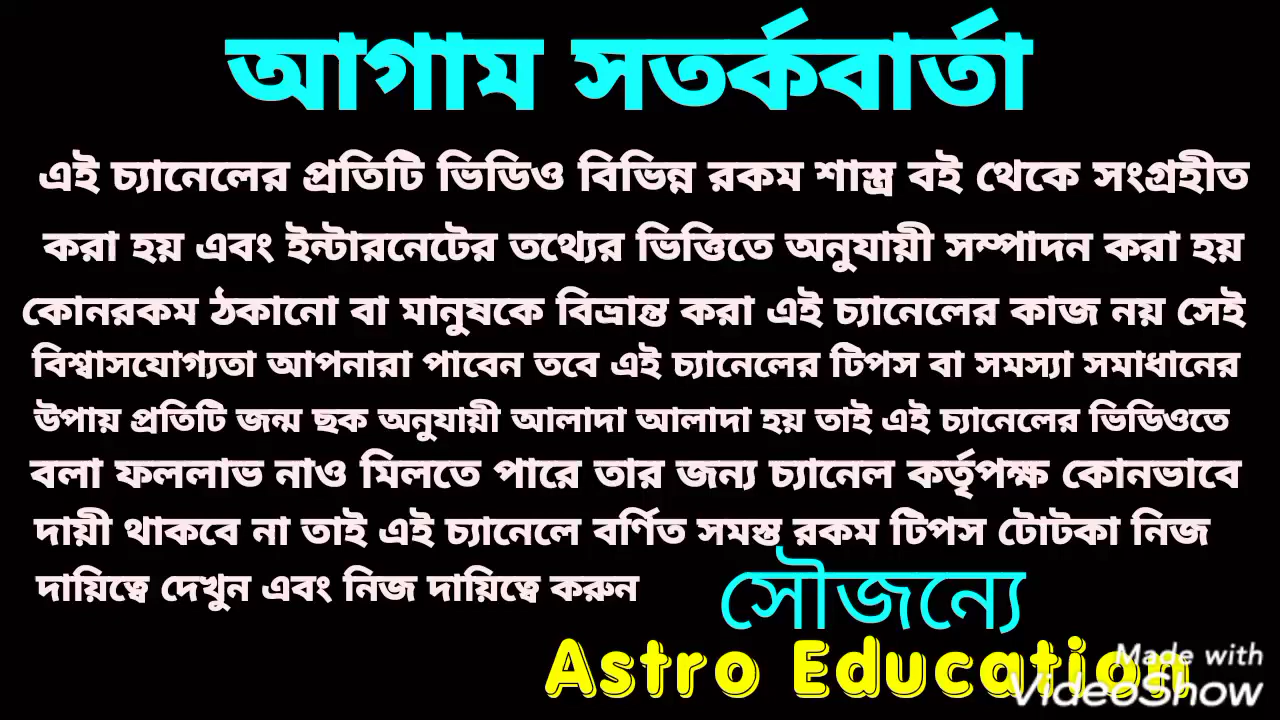 আগাম সতর্কবার্তা
এই চ্যানেলের প্রতিটি ভিডিও বিভিন্ন রকম শাস্ত্র বই থেকে সংগ্রহীত
করা হয় এবং ইন্টারনেটের তথ্যের ভিত্তিতে অনুযায়ী সম্পাদন করা হয়
কোনরকম ঠকানো বা মানুষকে বিভ্রান্ত করা এই চ্যানেলের কাজ নয় সেই
বিশ্বাসযোগ্যতা আপনারা পাবেন তবে এই চ্যানেলের টিপস বা সমস্যা সমাধানের
উপায় প্রতিটি জন্ম ছক অনুযায়ী আলাদা আলাদা হয় তাই এই চ্যানেলের ভিডিওতে
বলা ফললাভ নাও মিলতে পারে তার জন্য চ্যানেল কর্তৃপক্ষ কোনভাবে
দায়ী থাকবে না তাই এই চ্যানেলে বর্ণিত সমস্ত রকম টিপস টোটকা নিজ
দায়িত্বে দেখুন এবং নিজ দায়িত্বে করুন
সৌজন্যে
Astro Education
Made with
VideoShow